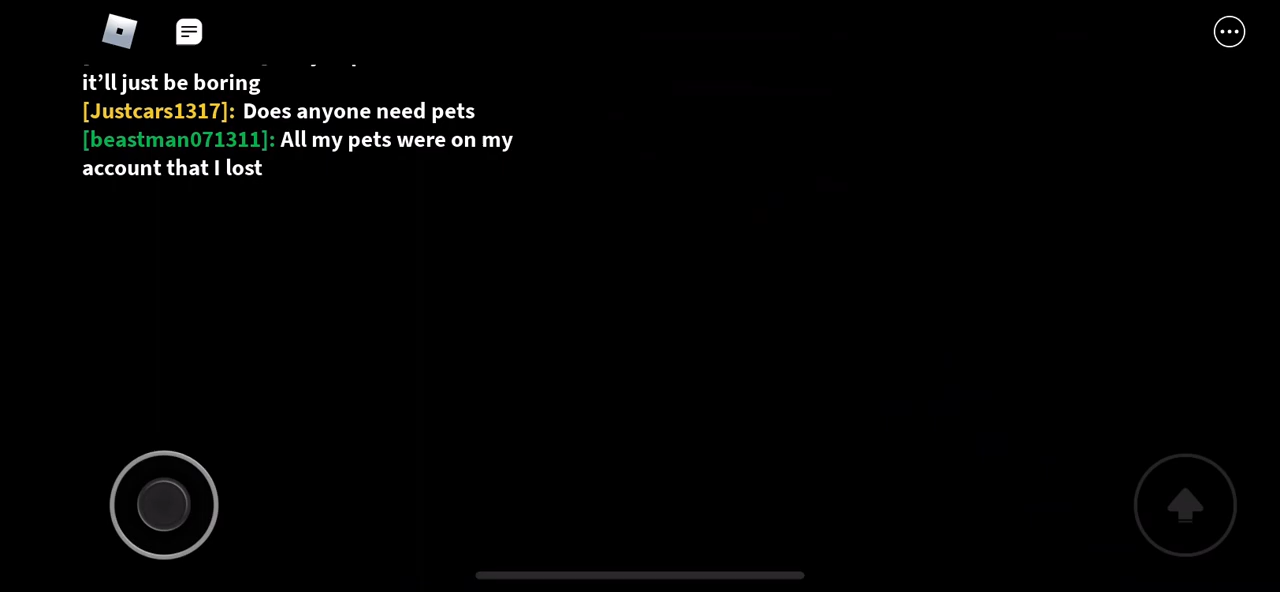 it’ll just be boring
[Justcars1317]: Does anyone need pets
[beastman071311]: All my pets were on my
account that I lost